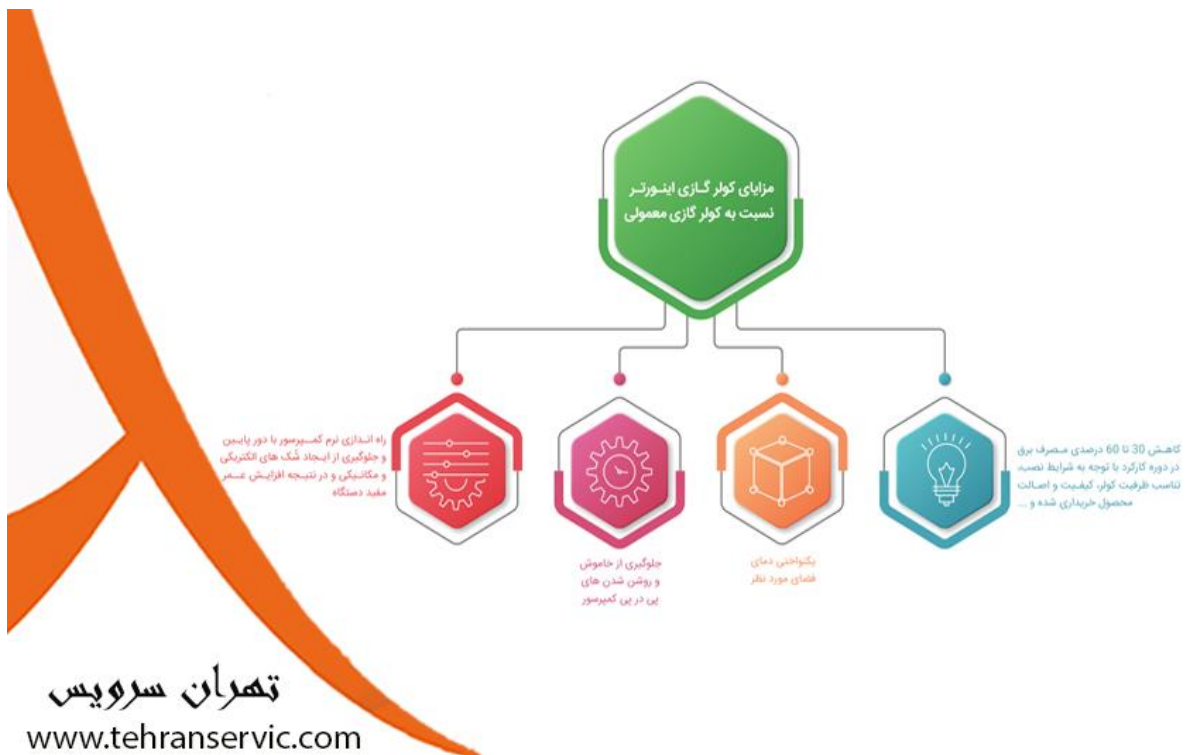 مزایای کولر گازی اینورتر
نسبت به کولر گازی معمولی
کاهش 30 تا 60 درصدی مصرف برق
در دوره کارکرد با توجه به شرایط نصب،
تناسب ظرفیت کولر، کیفیت و اصالت
محصول خریداری شده و ...
یکنواختی دمای
فضای مورد نظر
جلوگیری از خاموش
و روشن شدن های
پی در پی کمپرسور
راه اندازی نرم کمپرسور با دور پایین
و جلوگیری از ایجاد شُک های الکتریکی
و مکانیکی و در نتیجه افزایش عمر
مفید دستگاه
تهران سرویس
www.tehranservic.com